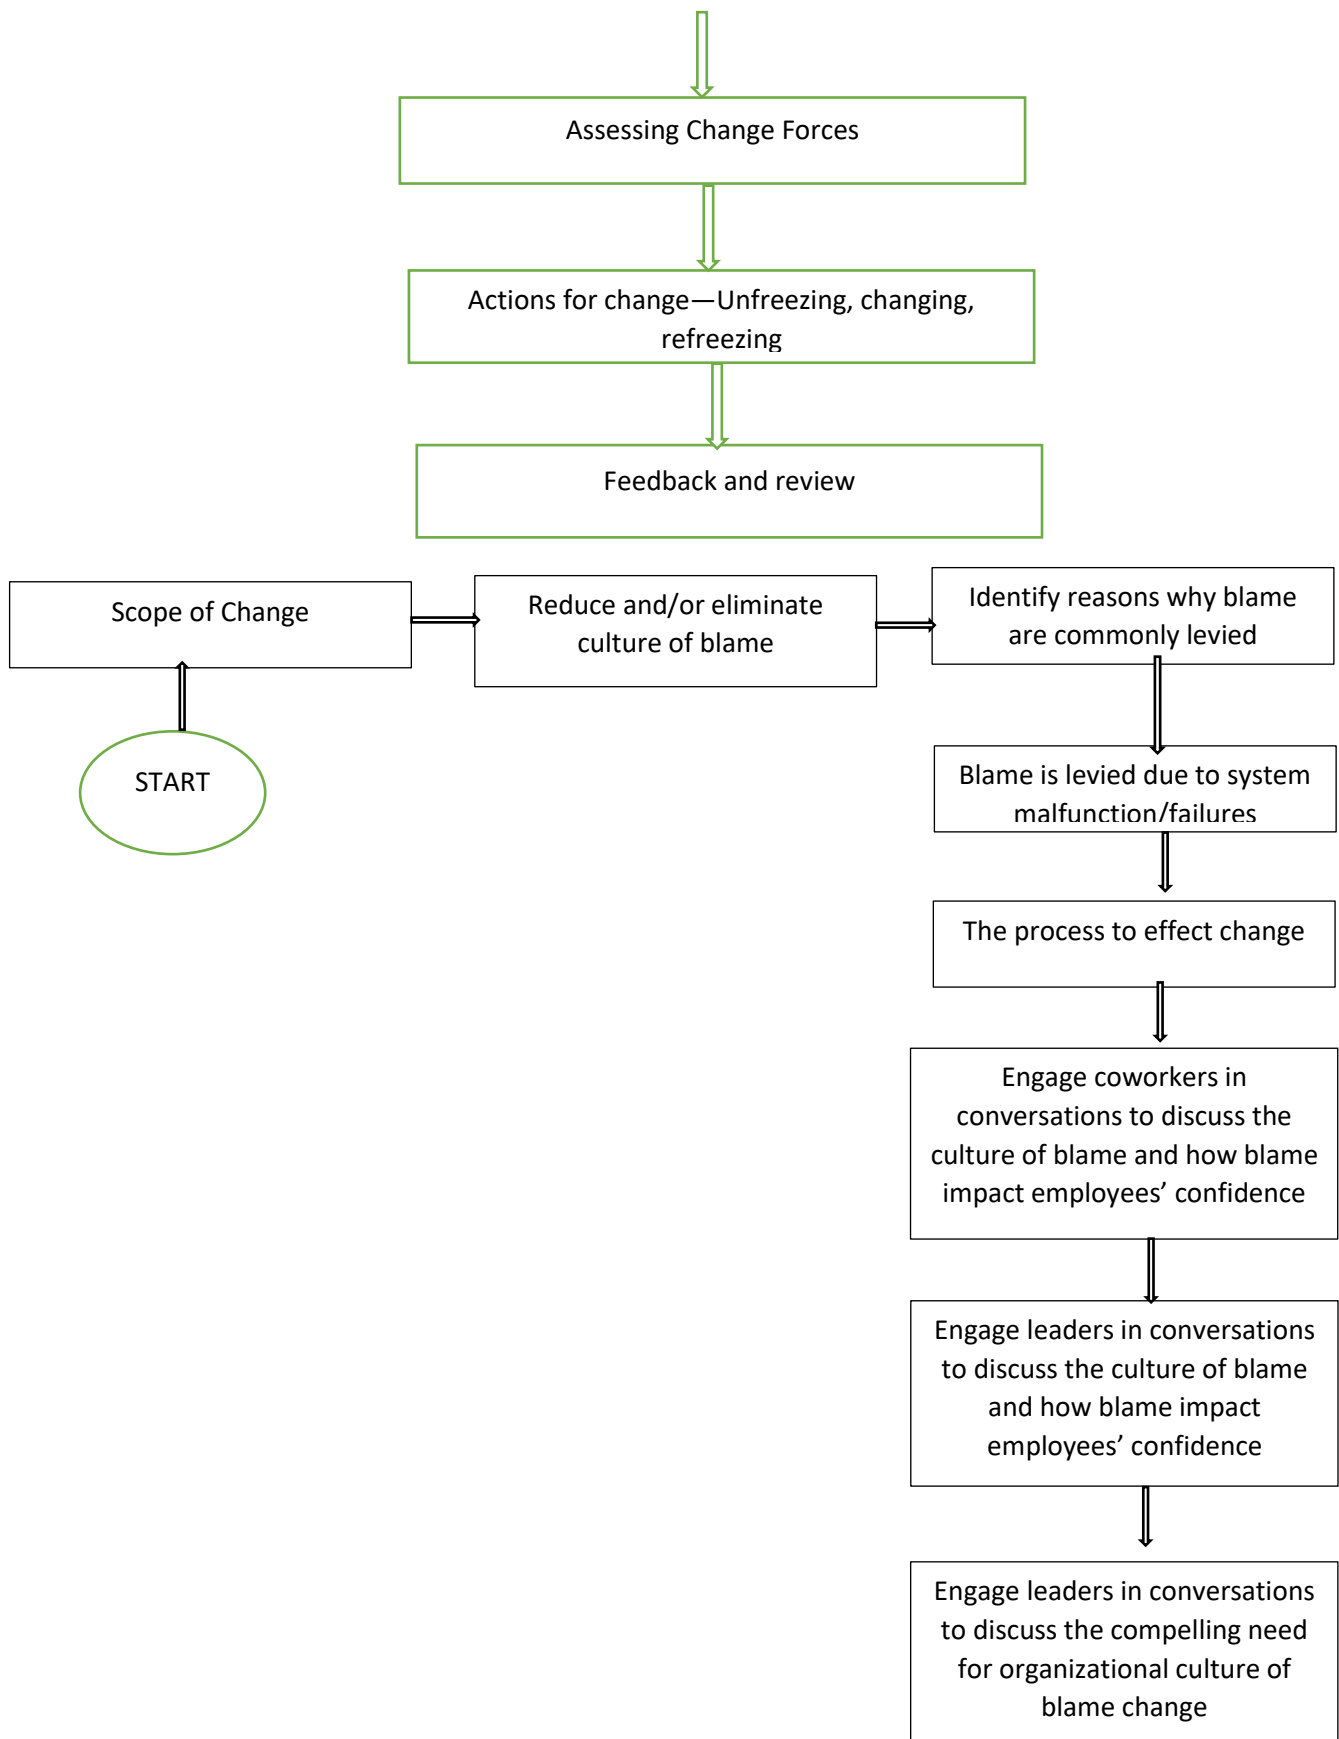 Assessing Change Forces
Actions for change—Unfreezing, changing,
refreezing
Feedback and review
Scope of Change
Reduce and/or eliminate
culture of blame
Identify reasons why blame
are commonly levied
START
Blame is levied due to system
malfunction/failures
The process to effect change
Engage coworkers in
conversations to discuss the
culture of blame and how blame
impact employees’ confidence
Engage leaders in conversations
to discuss the culture of blame
and how blame impact
employees’ confidence
Engage leaders in conversations
to discuss the compelling need
for organizational culture of
blame change